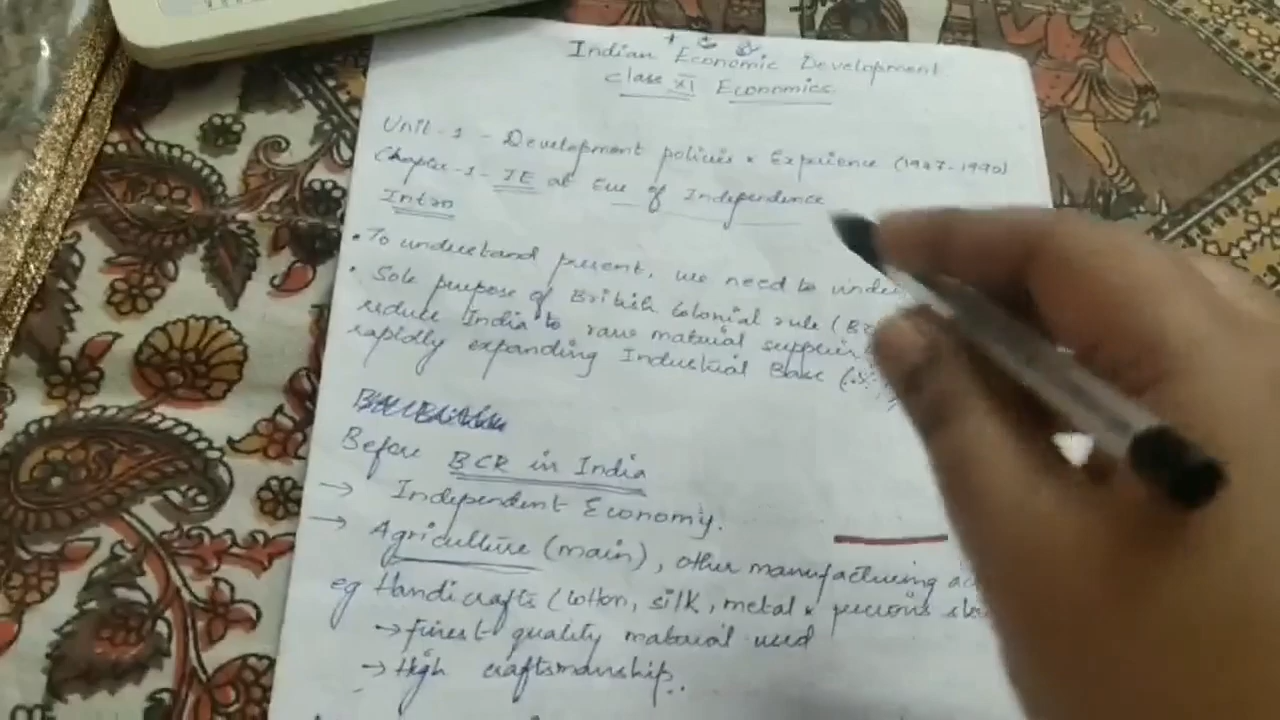 Indian Economic Development
Class XI Economics
Unit-1 - Development policies & Experience (1947-1990)
Chapter-1- IE at Eve of Independence
Intro
• To understand present, we need to
• Sole purpose of British Colonial rule (
reduce India to raw material supplier
rapidly expanding Industrial Base (
Before BCR in India
→ Independent Economy.
→ Agriculture (main), other manufacturing
eg Handicrafts (Cotton, silk, metal & precious
→ Finest quality material used
→ High craftsmanship.